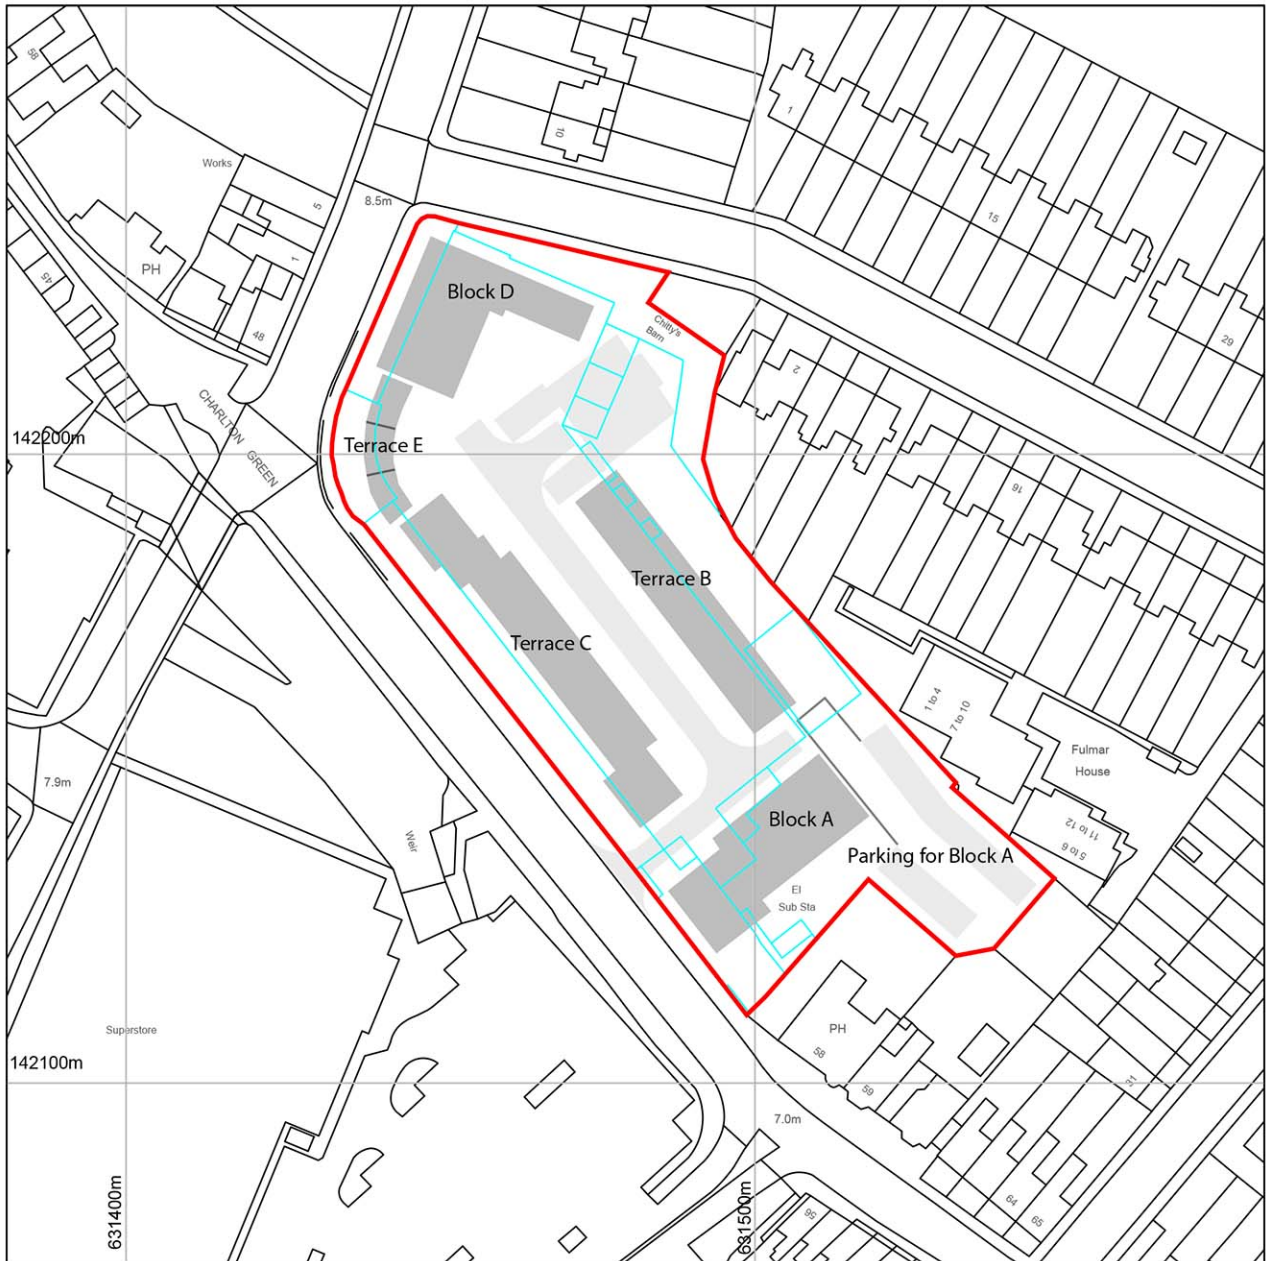 58
Works
10
1
8.5m
5
15
PH
1
45
Block D
48
Chitty's
Barn
29
2
CHARLTON GREEN
142200m
Terrace E
16
Terrace B
Terrace C
1 to 4
7 to 10
Fulmar
House
7.9m
Block A
11 to 12
5 to 6
Weir
Parking for Block A
El
Sub Sta
Superstore
PH
58
142100m
59
31
7.0m
631400m
631500m
56
64
65